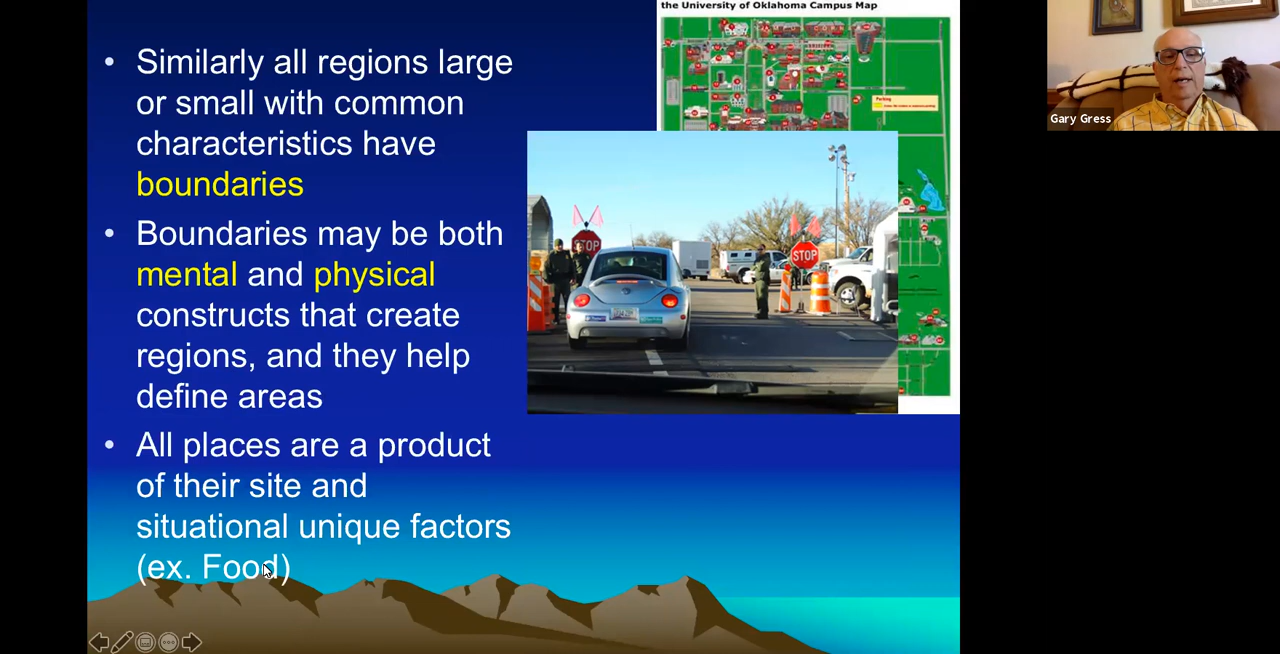 the University of Oklahoma Campus Map
• Similarly all regions large
or small with common
characteristics have
boundaries
• Boundaries may be both
mental and physical
constructs that create
regions, and they help
define areas
• All places are a product
of their site and
situational unique factors
(ex. Food)
Parking
STOP
STOP
Gary Gress